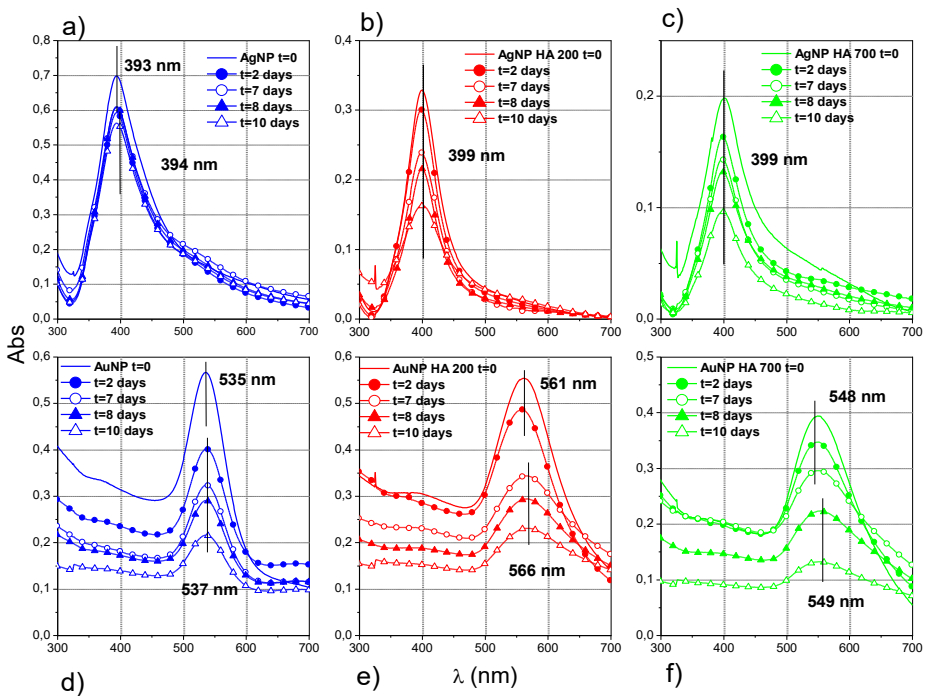 a)
b)
c)
0,8
0,7
0,6
0,5
0,4
0,3
0,2
0,1
0,0
AgNP t=0
t=2 days
t=7 days
t=8 days
t=10 days
393 nm
394 nm
300 400 500 600 700
0,4
0,3
0,2
0,1
0,0
AgNP HA 200 t=0
t=2 days
t=7 days
t=8 days
t=10 days
399 nm
300 400 500 600 700
0,3
0,2
0,1
0,0
AgNP HA 700 t=0
t=2 days
t=7 days
t=8 days
t=10 days
399 nm
300 400 500 600 700
Abs
0,6
0,5
0,4
0,3
0,2
0,1
0,0
AuNP t=0
t=2 days
t=7 days
t=8 days
t=10 days
535 nm
537 nm
300 400 500 600 700
0,6
0,5
0,4
0,3
0,2
0,1
0,0
AuNP HA 200 t=0
t=2 days
t=7 days
t=8 days
t=10 days
561 nm
566 nm
300 400 500 600 700
0,5
0,4
0,3
0,2
0,1
0,0
AuNP HA 700 t=0
t=2 days
t=7 days
t=8 days
t=10 days
548 nm
549 nm
300 400 500 600 700
λ (nm)
d)
e)
f)